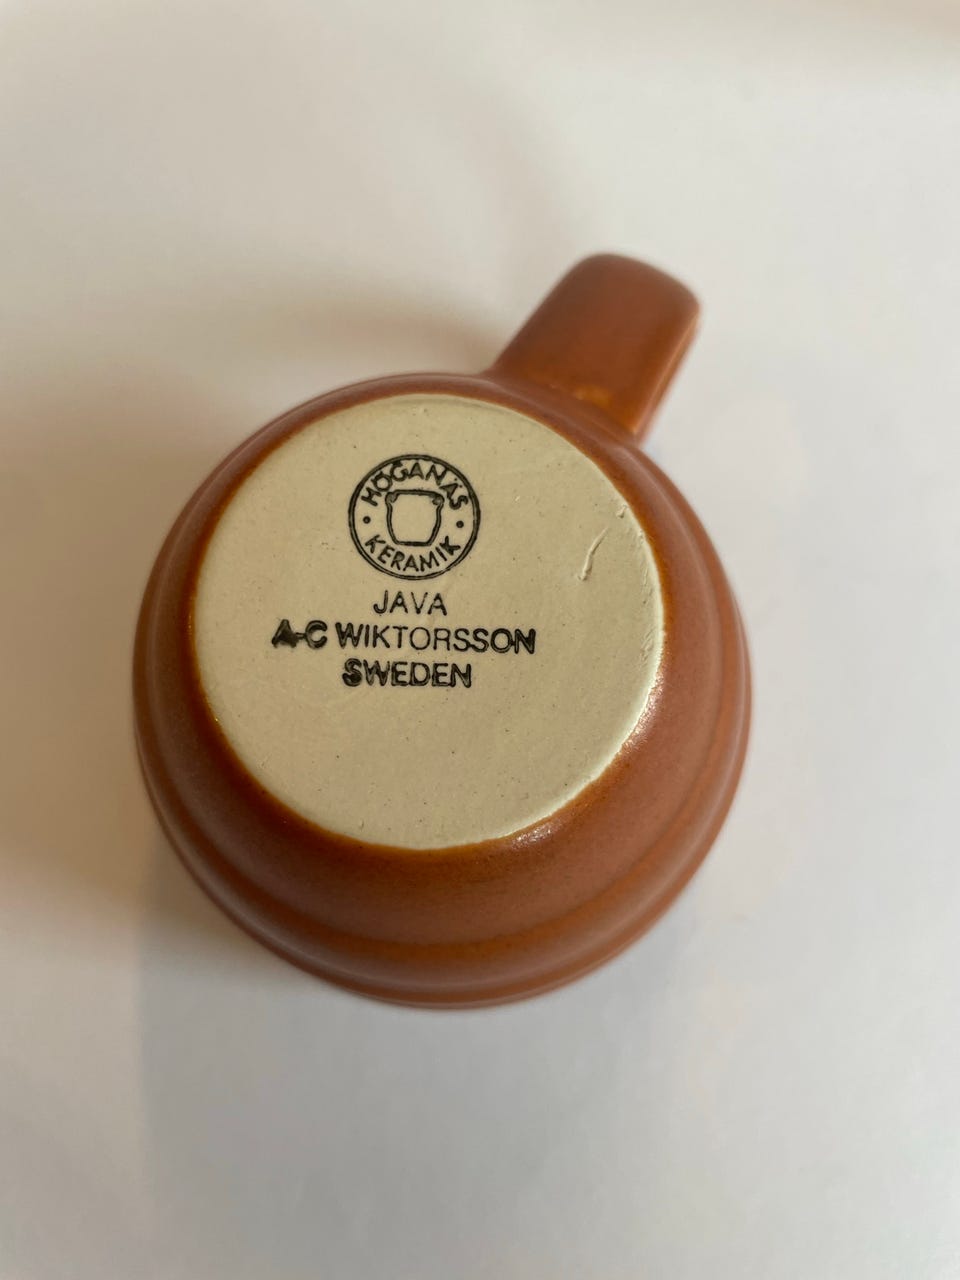 HÖGANÄS
KERAMIK
JAVA
A-C WIKTORSSON
SWEDEN